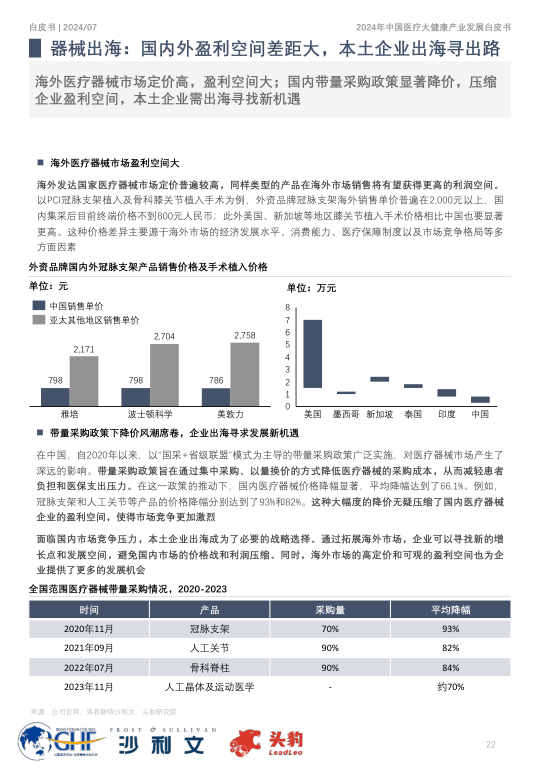 白皮书 | 2024/07
2024年中国医疗大健康产业发展白皮书
器械出海：国内外盈利空间差距大，本土企业出海寻出路
海外医疗器械市场定价高，盈利空间大；国内带量采购政策显著降价，压缩
企业盈利空间，本土企业需出海寻找新机遇
■ 海外医疗器械市场盈利空间大
海外发达国家医疗器械市场定价普遍较高，同样类型的产品在海外市场销售将有望获得更高的利润空间。
以PCI冠脉支架植入及骨科膝关节植入手术为例，外资品牌冠脉支架海外销售单价普遍在2,000元以上，国
内集采后目前终端价格不到800元人民币；此外美国、新加坡等地区膝关节植入手术价格相比中国也要显著
更高。这种价格差异主要源于海外市场的经济发展水平、消费能力、医疗保障制度以及市场竞争格局等多
方面因素
外资品牌国内外冠脉支架产品销售价格及手术植入价格
单位：元
中国销售单价
亚太其他地区销售单价
798
2,171
798
2,704
786
2,758
雅培
波士顿科学
美敦力
单位：万元
8
7
6
5
4
3
2
1
0
美国
墨西哥
新加坡
泰国
印度
中国
■ 带量采购政策下降价风潮席卷，企业出海寻求发展新机遇
在中国，自2020年以来，以“国采+省级联盟”模式为主导的带量采购政策广泛实施，对医疗器械市场产生了
深远的影响。带量采购政策旨在通过集中采购、以量换价的方式降低医疗器械的采购成本，从而减轻患者
负担和医保支出压力。在这一政策的推动下，国内医疗器械价格降幅显著，平均降幅达到了66.1%。例如，
冠脉支架和人工关节等产品的价格降幅分别达到了93%和82%。这种大幅度的降价无疑压缩了国内医疗器械
企业的盈利空间，使得市场竞争更加激烈
面临国内市场竞争压力，本土企业出海成为了必要的战略选择。通过拓展海外市场，企业可以寻找新的增
长点和发展空间，避免国内市场的价格战和利润压缩。同时，海外市场的高定价和可观的盈利空间也为企
业提供了更多的发展机会
全国范围医疗器械带量采购情况，2020-2023
时间 产品 采购量 平均降幅
2020年11月 冠脉支架 70% 93%
2021年09月 人工关节 90% 82%
2022年07月 骨科脊柱 90% 84%
2023年11月 人工晶体及运动医学 - 约70%
来源：公司官网，弗若斯特沙利文，头豹研究院
GHF
FROST & SULLIVAN
沙利文
头豹
LeadLeo
22